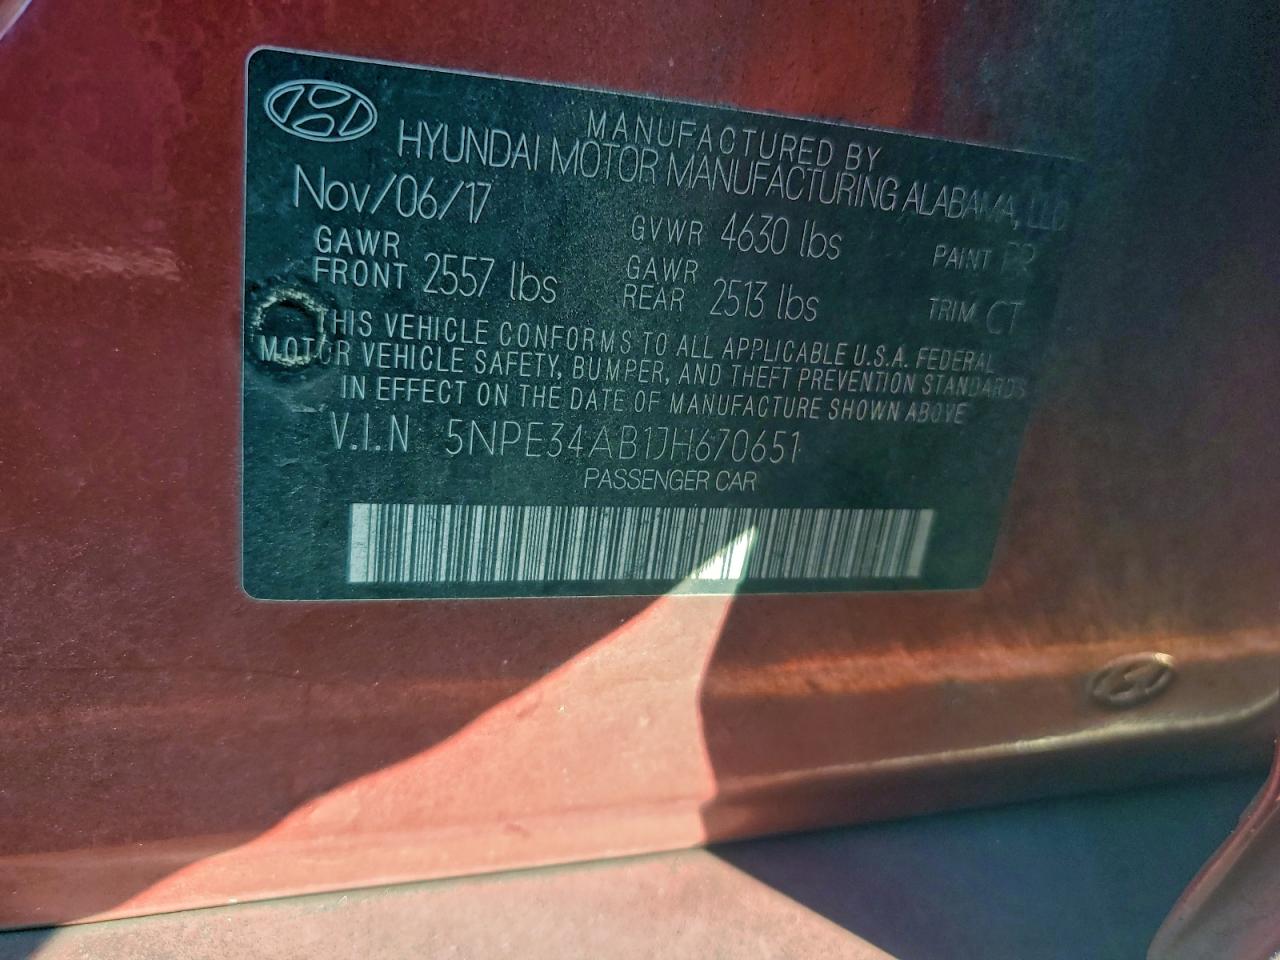 MANUFACTURED BY
HYUNDAI MOTOR MANUFACTURING ALABAMA, LLC
Nov/06/17 GVWR 4630 lbs PAINT
GAWR FRONT 2557 lbs GAWR REAR 2513 lbs TRIM CT
THIS VEHICLE CONFORMS TO ALL APPLICABLE U.S.A. FEDERAL
MOTOR VEHICLE SAFETY, BUMPER, AND THEFT PREVENTION STANDARDS
IN EFFECT ON THE DATE OF MANUFACTURE SHOWN ABOVE
V.I.N 5NPE34AB1JH670651
PASSENGER CAR